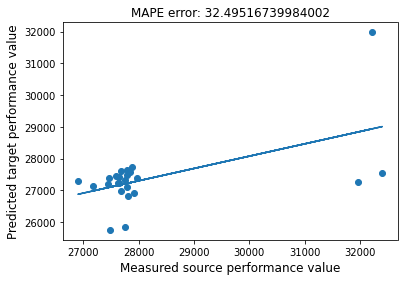 MAPE error: 32.49516739984002
Predicted target performance value
32000
31000
30000
29000
28000
27000
26000
27000 28000 29000 30000 31000 32000
Measured source performance value